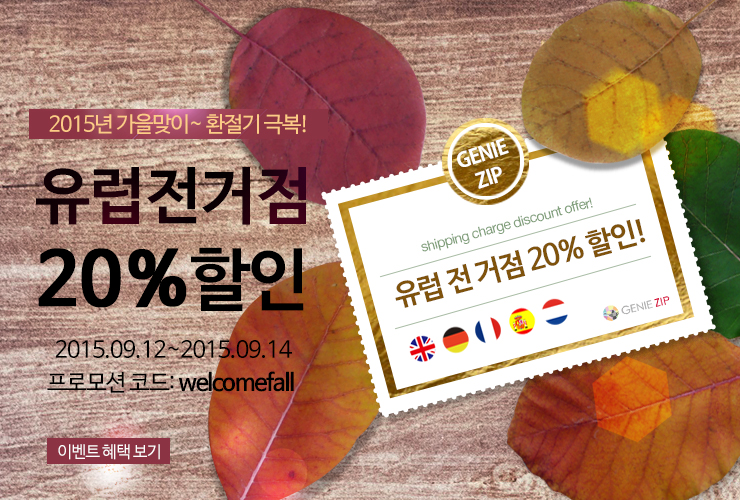 2015년 가을맞이~ 환절기 극복!
유럽전거점
20%할인
2015.09.12~2015.09.14
프로모션 코드: welcomefall
이벤트 혜택 보기
GENIE
ZIP
shipping charge discount offer!
유럽 전 거점 20% 할인!
GENIE ZIP